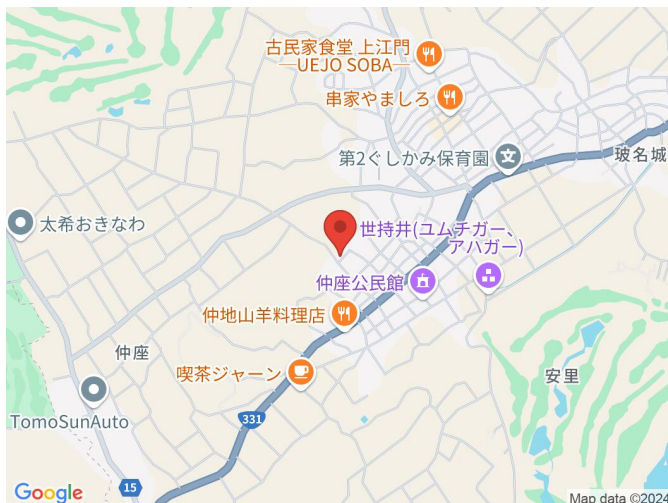 古民家食堂 上江門
—UEJO SOBA—
串家やましろ
第2ぐしかみ保育園
文
玻名城
太希おきなわ
世持井(ユムチガー、
アハガー)
仲座公民館
仲地山羊料理店
仲座
喫茶ジャーン
安里
TomoSunAuto
331
15
Google
Map data ©2024